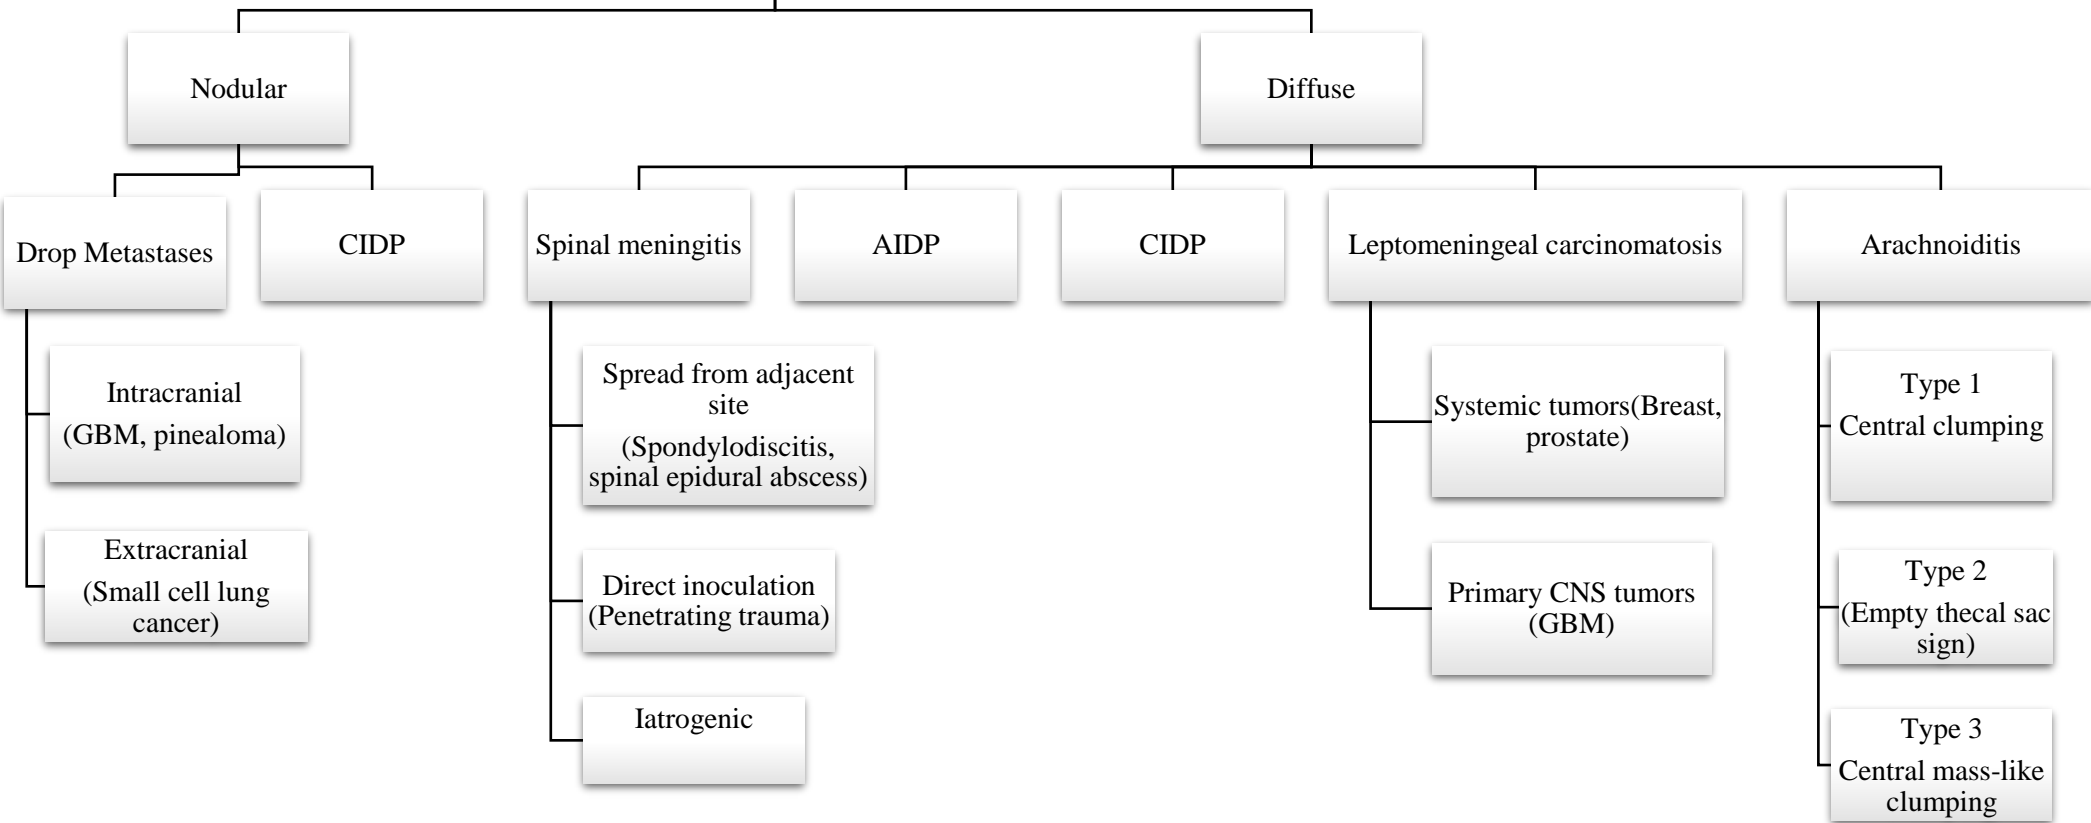 Nodular
Diffuse
Drop Metastases
CIDP
Spinal meningitis
AIDP
CIDP
Leptomeningeal carcinomatosis
Arachnoiditis
Intracranial
(GBM, pinealoma)
Extracranial
(Small cell lung
cancer)
Spread from adjacent
site
(Spondylodiscitis,
spinal epidural abscess)
Direct inoculation
(Penetrating trauma)
Iatrogenic
Systemic tumors(Breast,
prostate)
Primary CNS tumors
(GBM)
Type 1
Central clumping
Type 2
(Empty thecal sac
sign)
Type 3
Central mass-like
clumping